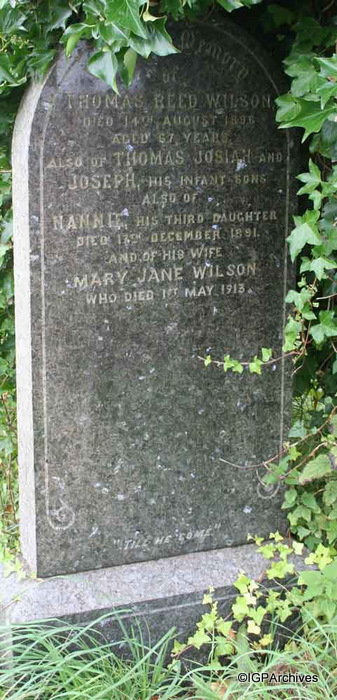 Memory
of
THOMAS REED WILSON
DIED 14TH AUGUST 1896
AGED 57 YEARS
ALSO OF THOMAS JOSIAH AND
JOSEPH, HIS INFANT SONS
ALSO OF
NANNIE, HIS THIRD DAUGHTER
DIED DECEMBER 1891.
AND OF HIS WIFE
MARY JANE WILSON
WHO DIED 1ST MAY 1913.
"TILL HE COME"
©IGPArchives